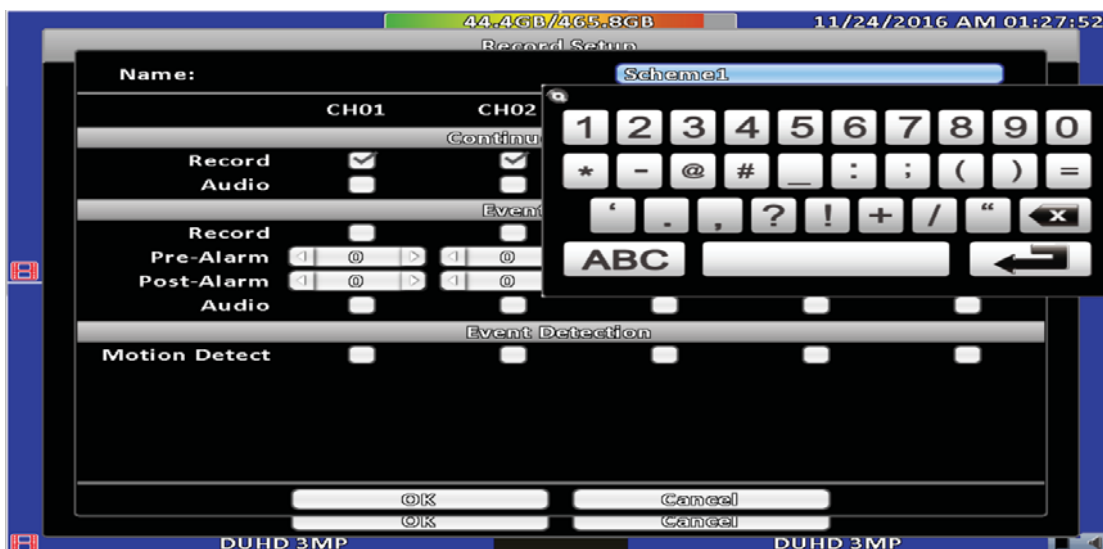 44.4GB/465.8GB 11/24/2016 AM 01:27:52
Record Setup
Name: Scheme1
CH01 CH02
1 2 3 4 5 6 7 8 9 0
Continu
Record
* - @ # _ : ; ( ) =
Audio
Event
‘ . , ? ! + / “ x
Record
Pre-Alarm 0 0
ABC
Post-Alarm 0 0
Audio
Event Detection
Motion Detect
OK Cancel
OK Cancel
DUHD 3MP DUHD 3MP